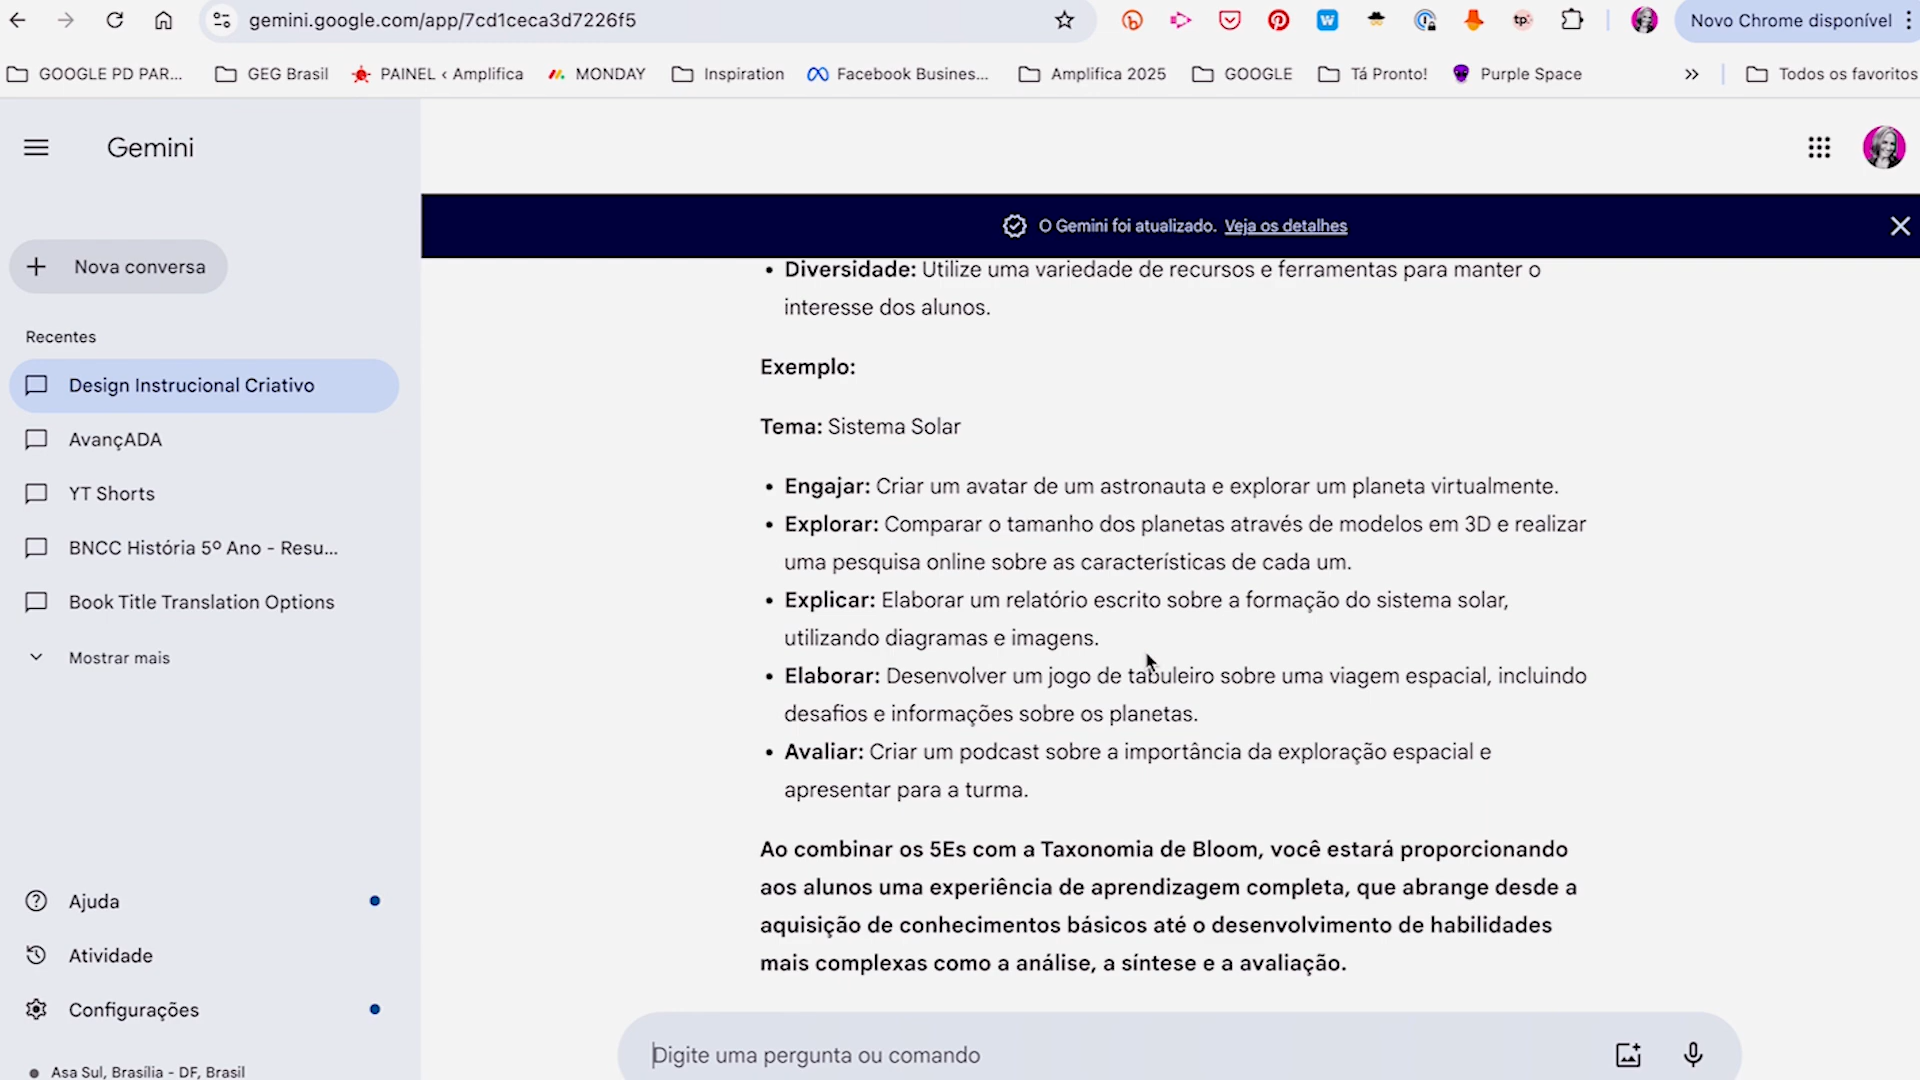 gemini.google.com/app/7cd1ceca3d7226f5
Novo Chrome disponível
GOOGLE PD PAR...
GEG Brasil
PAINEL ‹ Amplifica
MONDAY
Inspiration
Facebook Busines...
Amplifica 2025
GOOGLE
Tá Pronto!
Purple Space
»
Todos os favoritos
Gemini
O Gemini foi atualizado. Veja os detalhes
Nova conversa
Recentes
Design Instrucional Criativo
AvançADA
YT Shorts
BNCC História 5º Ano - Resu...
Book Title Translation Options
Mostrar mais
Ajuda
Atividade
Configurações
Asa Sul, Brasília - DF, Brasil
• Diversidade: Utilize uma variedade de recursos e ferramentas para manter o
interesse dos alunos.
Exemplo:
Tema: Sistema Solar
• Engajar: Criar um avatar de um astronauta e explorar um planeta virtualmente.
• Explorar: Comparar o tamanho dos planetas através de modelos em 3D e realizar
uma pesquisa online sobre as características de cada um.
• Explicar: Elaborar um relatório escrito sobre a formação do sistema solar,
utilizando diagramas e imagens.
• Elaborar: Desenvolver um jogo de tabuleiro sobre uma viagem espacial, incluindo
desafios e informações sobre os planetas.
• Avaliar: Criar um podcast sobre a importância da exploração espacial e
apresentar para a turma.
Ao combinar os 5Es com a Taxonomia de Bloom, você estará proporcionando
aos alunos uma experiência de aprendizagem completa, que abrange desde a
aquisição de conhecimentos básicos até o desenvolvimento de habilidades
mais complexas como a análise, a síntese e a avaliação.
Digite uma pergunta ou comando